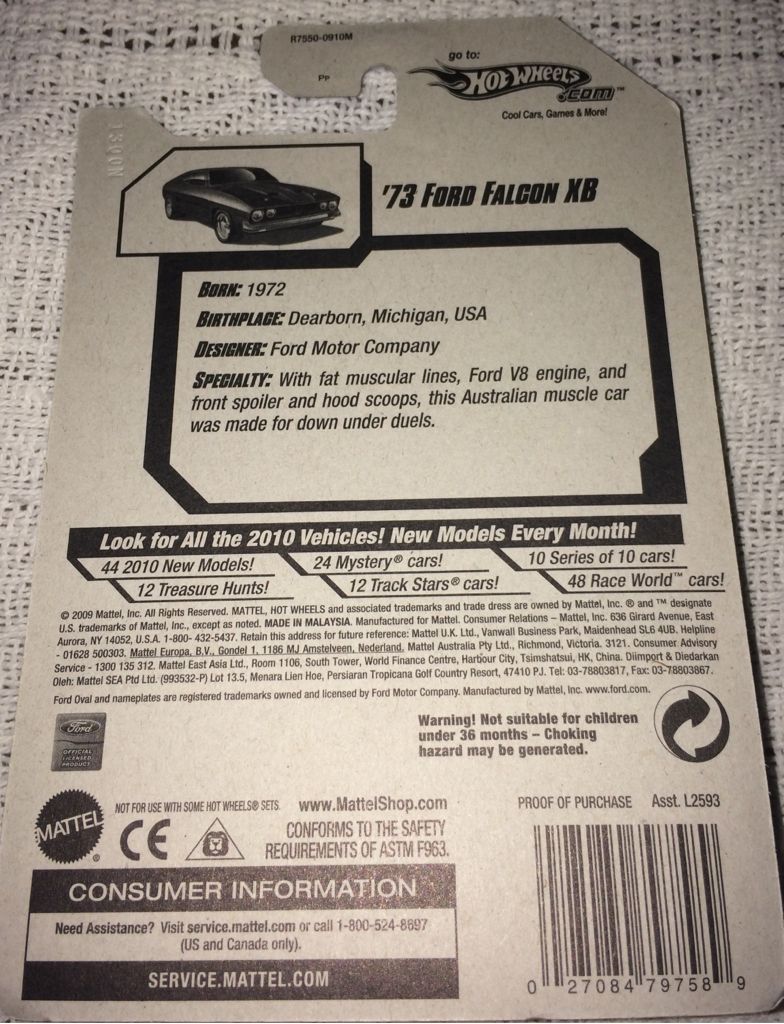 R7550-0910M
PP
go to:
HOT WHEELS
.COM™
Cool Cars, Games & More!
'73 FORD FALCON XB
BORN: 1972
BIRTHPLACE: Dearborn, Michigan, USA
DESIGNER: Ford Motor Company
SPECIALTY: With fat muscular lines, Ford V8 engine, and
front spoiler and hood scoops, this Australian muscle car
was made for down under duels.
Look for All the 2010 Vehicles! New Models Every Month!
44 2010 New Models! 24 Mystery® cars! 10 Series of 10 cars!
12 Treasure Hunts! 12 Track Stars® cars! 48 Race World™ cars!
© 2009 Mattel, Inc. All Rights Reserved. MATTEL, HOT WHEELS and associated trademarks and trade dress are owned by Mattel, Inc. ® and ™ designate
U.S. trademarks of Mattel, Inc., except as noted. MADE IN MALAYSIA. Manufactured for Mattel. Consumer Relations – Mattel, Inc. 636 Girard Avenue, East
Aurora, NY 14052, U.S.A. 1-800- 432-5437. Retain this address for future reference: Mattel U.K. Ltd., Vanwall Business Park, Maidenhead SL6 4UB. Helpline
- 01628 500303. Mattel Europa, B.V., Gondel 1, 1186 MJ Amstelveen, Nederland. Mattel Australia Pty Ltd., Richmond, Victoria. 3121. Consumer Advisory
Service - 1300 135 312. Mattel East Asia Ltd., Room 1106, South Tower, World Finance Centre, Harbour City, Tsimshatsui, HK, China. Diimport & Diedarkan
Oleh: Mattel SEA Ptd Ltd. (993532-P) Lot 13.5, Menara Lien Hoe, Persiaran Tropicana Golf Country Resort, 47410 PJ. Tel: 03-78803817, Fax: 03-78803867.
Ford Oval and nameplates are registered trademarks owned and licensed by Ford Motor Company. Manufactured by Mattel, Inc. www.ford.com.
Ford
OFFICIAL
LICENSED
PRODUCT
Warning! Not suitable for children
under 36 months – Choking
hazard may be generated.
MATTEL®
NOT FOR USE WITH SOME HOT WHEELS® SETS. www.MattelShop.com
CE
CONFORMS TO THE SAFETY
REQUIREMENTS OF ASTM F963.
PROOF OF PURCHASE Asst. L2593
CONSUMER INFORMATION
Need Assistance? Visit service.mattel.com or call 1-800-524-8697
(US and Canada only).
SERVICE.MATTEL.COM
0 27084 79758 9